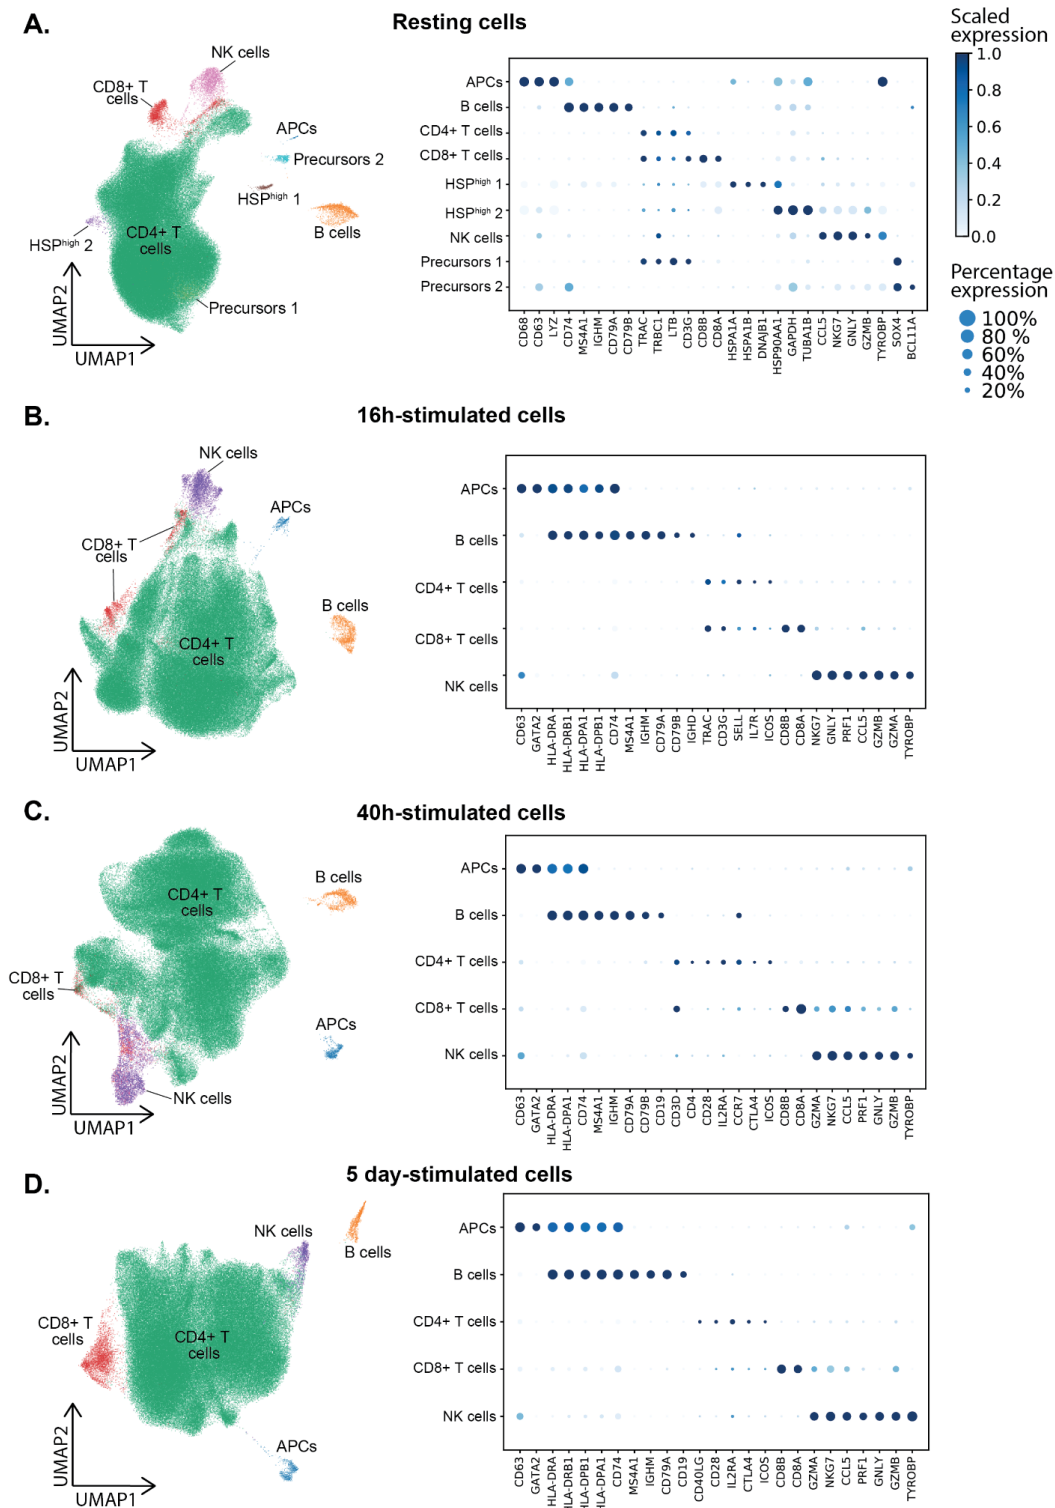 A.
Resting cells
NK cells
CD8+ T
cells
APCs
Precursors 2
HSPhigh 1
B cells
HSPhigh 2
CD4+ T
cells
Precursors 1
UMAP2
UMAP1
APCs
B cells
CD4+ T cells
CD8+ T cells
HSPhigh 1
HSPhigh 2
NK cells
Precursors 1
Precursors 2
CD68
CD63
LYZ
CD74
MS4A1
IGHM
CD79A
CD79B
TRAC
TRBC1
LTB
CD3G
CD8B
CD8A
HSPA1A
HSPA1B
DNAJB1
HSP90AA1
GAPDH
TUBA1B
CCL5
NKG7
GNLY
GZMB
TYROBP
SOX4
BCL11A
Scaled
expression
1.0
0.8
0.6
0.4
0.2
0.0
Percentage
expression
100%
80 %
60%
40%
20%
B.
16h-stimulated cells
NK cells
APCs
CD8+ T
cells
B cells
CD4+ T
cells
UMAP2
UMAP1
APCs
B cells
CD4+ T cells
CD8+ T cells
NK cells
CD63
GATA2
HLA-DRA
HLA-DRB1
HLA-DPA1
HLA-DPB1
CD74
MS4A1
IGHM
CD79A
CD79B
IGHD
TRAC
CD3G
SELL
IL7R
ICOS
CD8B
CD8A
NKG7
GNLY
PRF1
CCL5
GZMB
GZMA
TYROBP
C.
40h-stimulated cells
CD4+ T
cells
B cells
CD8+ T
cells
APCs
NK cells
UMAP2
UMAP1
APCs
B cells
CD4+ T cells
CD8+ T cells
NK cells
CD63
GATA2
HLA-DRA
HLA-DPA1
CD74
MS4A1
IGHM
CD79A
CD79B
CD19
CD3D
CD4
CD28
IL2RA
CCR7
CTLA4
ICOS
CD8B
CD8A
GZMA
NKG7
CCL5
PRF1
GNLY
GZMB
TYROBP
D.
5 day-stimulated cells
NK cells
B cells
CD8+ T
cells
CD4+ T
cells
APCs
UMAP2
UMAP1
APCs
B cells
CD4+ T cells
CD8+ T cells
NK cells
CD63
GATA2
HLA-DRA
HLA-DRB1
HLA-DPB1
HLA-DPA1
CD74
MS4A1
IGHM
CD79A
CD19
CD40LG
CD28
IL2RA
CTLA4
ICOS
CD8B
CD8A
GZMA
NKG7
CCL5
PRF1
GNLY
GZMB
TYROBP